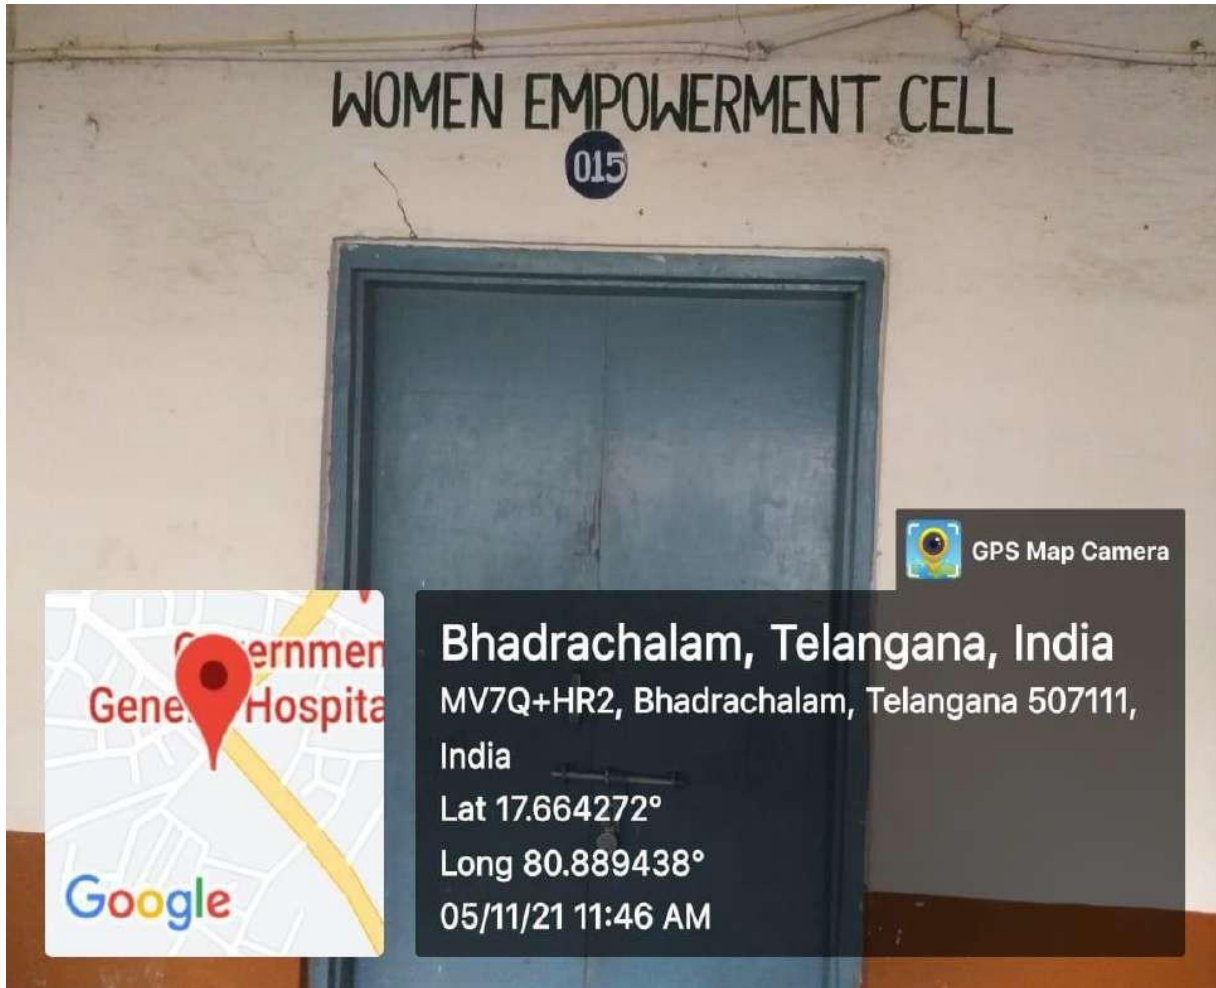 WOMEN EMPOWERMENT CELL
015
GPS Map Camera
Bhadrachalam, Telangana, India
MV7Q+HR2, Bhadrachalam, Telangana 507111,
India
Lat 17.664272°
Long 80.889438°
05/11/21 11:46 AM
Google